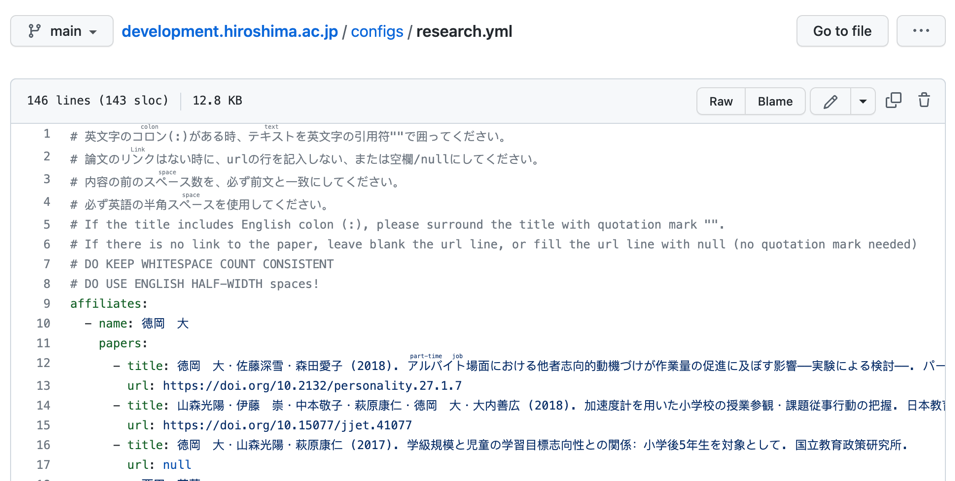 main
development.hiroshima.ac.jp / configs / research.yml
Go to file
...
146 lines (143 sloc)
12.8 KB
Raw
Blame
colon
text
1 # 英文字のコロン(:)がある時、テキストを英文字の引用符""で囲ってください。
Link
2 # 論文のリンクはない時に、urlの行を記入しない、または空欄/nullにしてください。
space
3 # 内容の前のスペース数を、必ず前文と一致にしてください。
space
4 # 必ず英語の半角スペースを使用してください。
5 # If the title includes English colon (:), please surround the title with quotation mark "".
6 # If there is no link to the paper, leave blank the url line, or fill the url line with null (no quotation mark needed)
7 # DO KEEP WHITESPACE COUNT CONSISTENT
8 # DO USE ENGLISH HALF-WIDTH spaces!
9 affiliates:
10 - name: 徳岡　大
11 papers:
part-time job
12 - title: 徳岡　大・佐藤深雪・森田愛子 (2018). アルバイト場面における他者志向的動機づけが作業量の促進に及ぼす影響——実験による検討——. パー
13 url: https://doi.org/10.2132/personality.27.1.7
14 - title: 山森光陽・伊藤　崇・中本敬子・萩原康仁・徳岡　大・大内善広 (2018). 加速度計を用いた小学校の授業参観・課題従事行動の把握. 日本教
15 url: https://doi.org/10.15077/jjet.41077
16 - title: 徳岡　大・山森光陽・萩原康仁 (2017). 学級規模と児童の学習目標志向性との関係: 小学後5年生を対象として. 国立教育政策研究所.
17 url: null